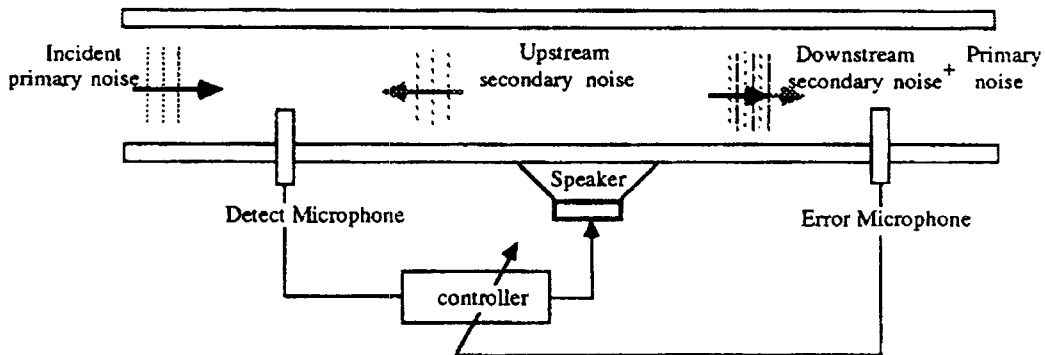 Incident
primary noise
Upstream
secondary noise
Downstream
secondary noise
+
Primary
noise
Speaker
Detect Microphone
Error Microphone
controller